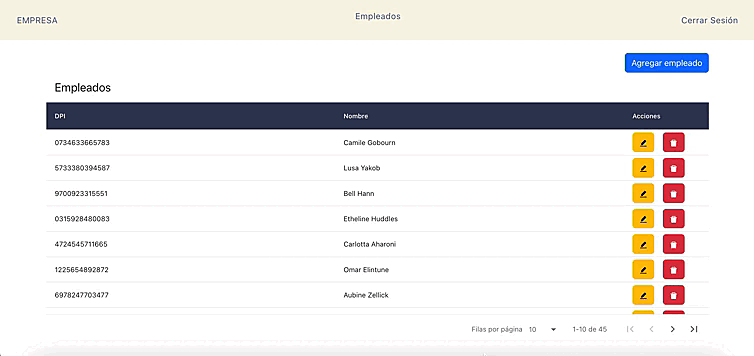 EMPRESA
Empleados
Cerrar Sesión
Agregar empleado
Empleados
DPI Nombre Acciones
0734633665783 Camile Gobourn
5733380394587 Lusa Yakob
9700923315551 Bell Hann
0315928480083 Etheline Huddles
4724545711665 Carlotta Aharoni
1225654892872 Omar Elintune
6978247703477 Aubine Zellick
Filas por página 10 1-10 de 45